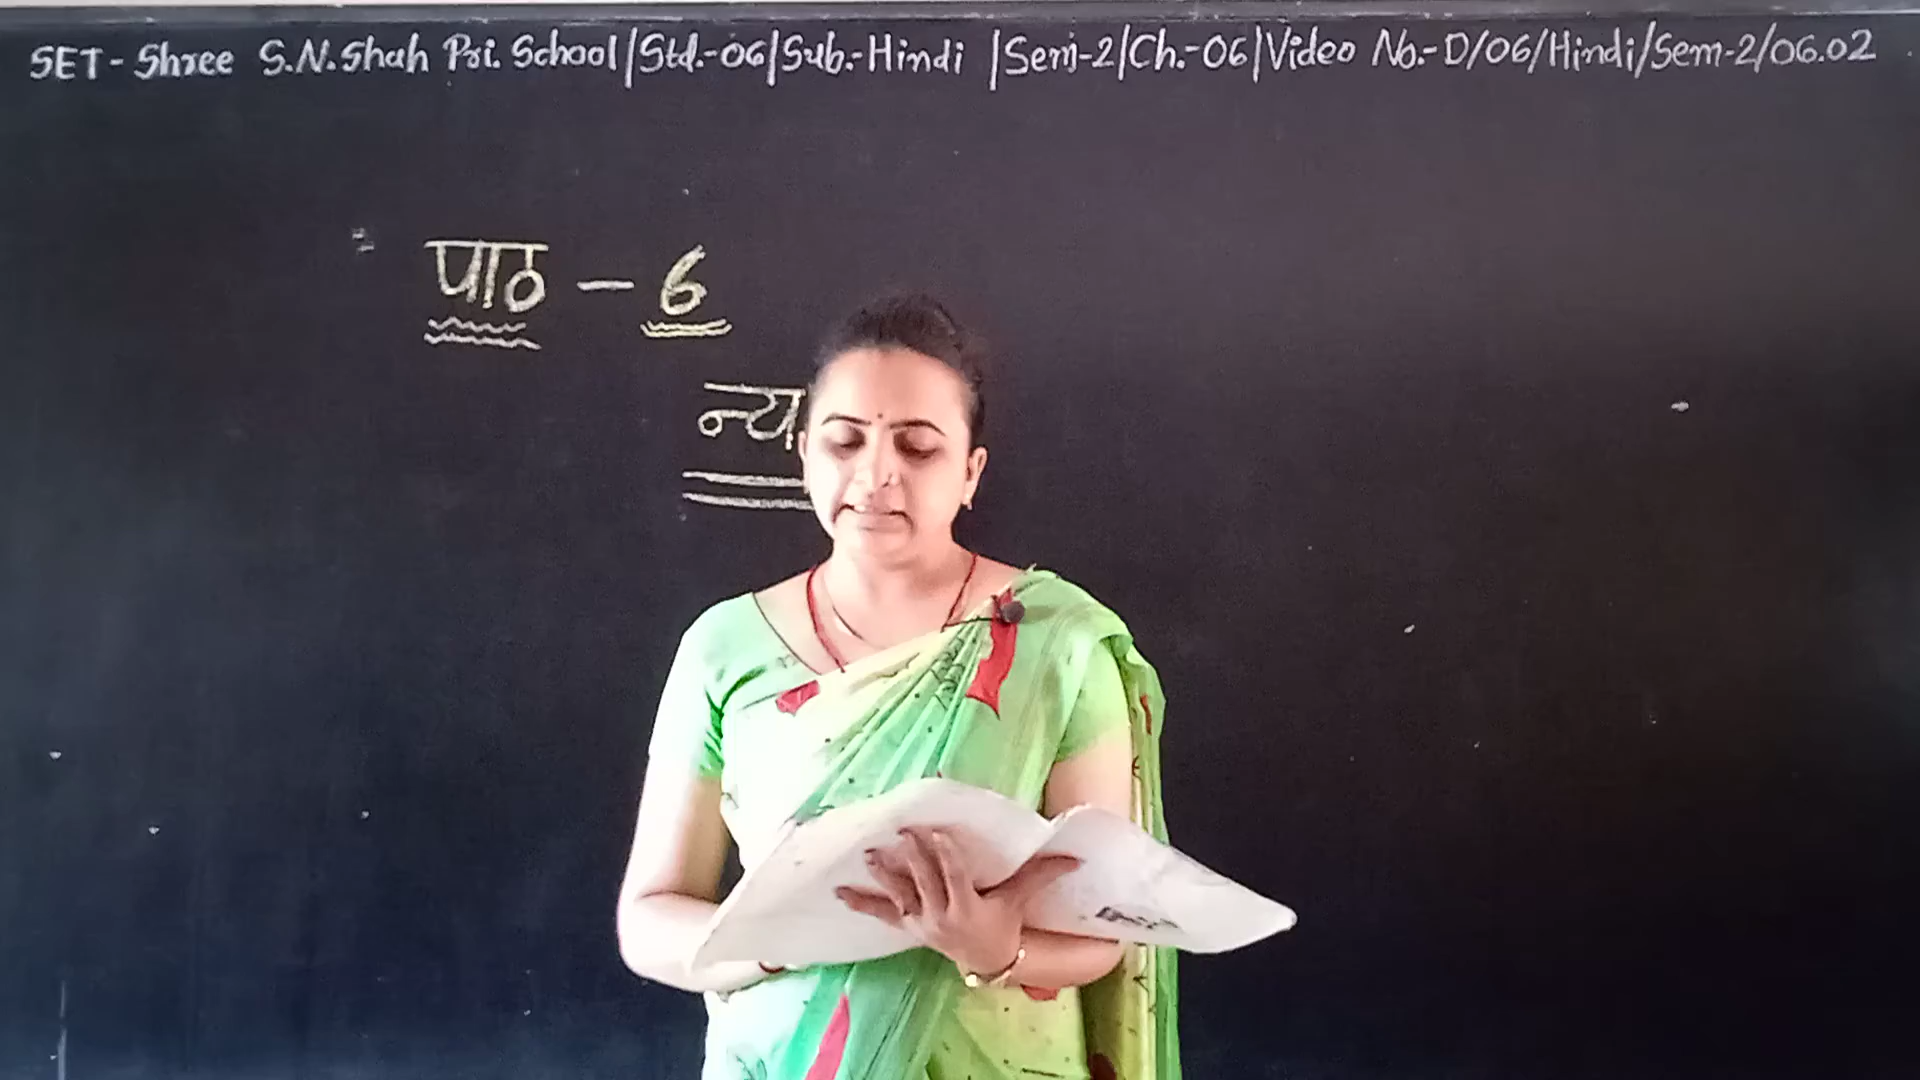 SET - Shree S.N.Shah Pri. School|Std.-06|Sub.-Hindi |Sem-2|Ch.-06|Video No.-D/06/Hindi/Sem-2/06.02
पाठ - 6